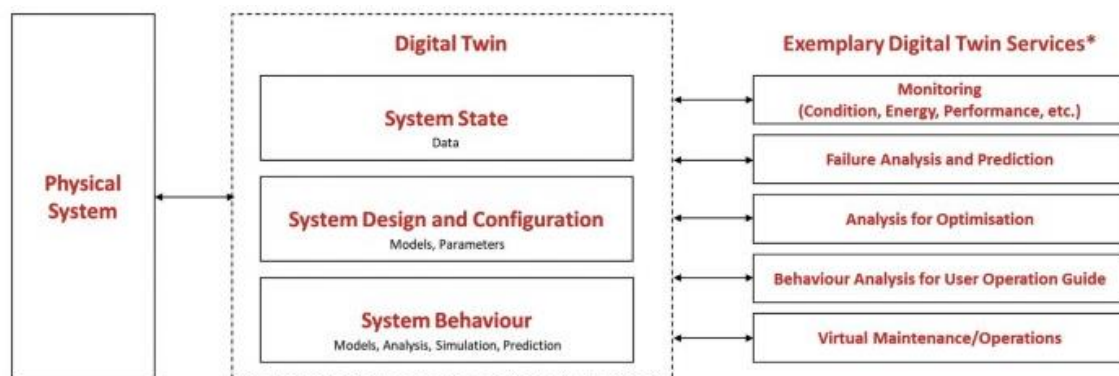 Physical
System
Digital Twin
System State
Data
System Design and Configuration
Models, Parameters
System Behaviour
Models, Analysis, Simulation, Prediction
Exemplary Digital Twin Services*
Monitoring
(Condition, Energy, Performance, etc.)
Failure Analysis and Prediction
Analysis for Optimisation
Behaviour Analysis for User Operation Guide
Virtual Maintenance/Operations